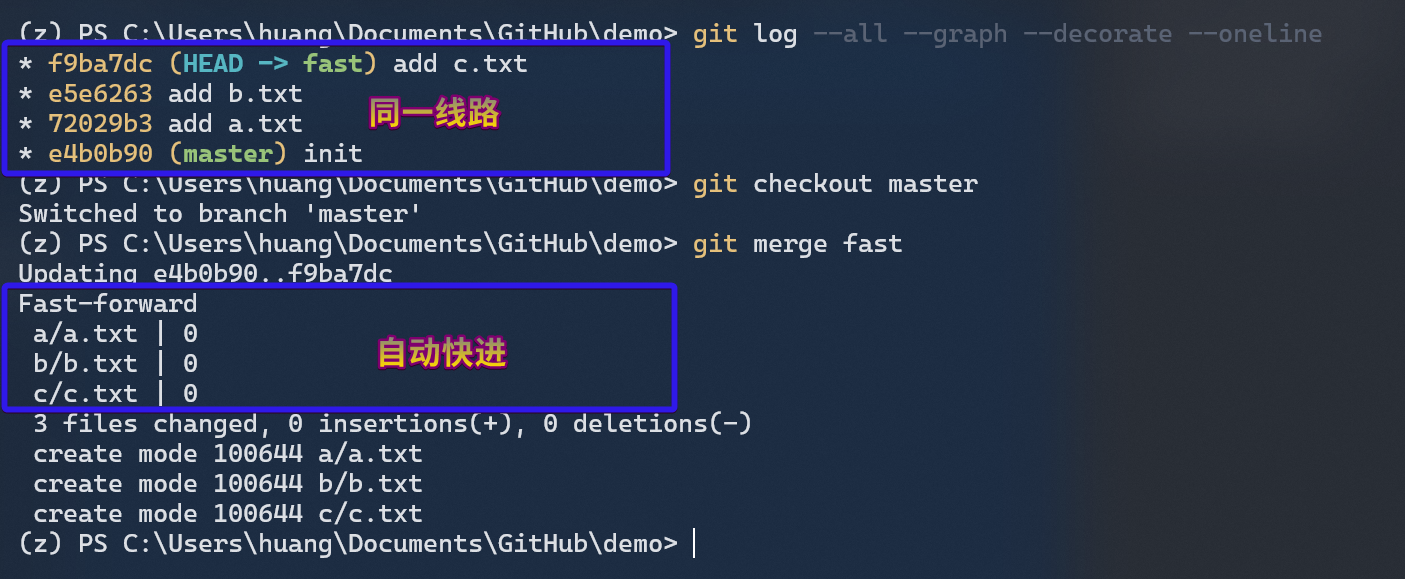 (z) PS C:\Users\huang\Documents\GitHub\demo> git log --all --graph --decorate --oneline
* f9ba7dc (HEAD -> fast) add c.txt
* e5e6263 add b.txt
同一线路
* 72029b3 add a.txt
* e4b0b90 (master) init
(z) PS C:\Users\huang\Documents\GitHub\demo> git checkout master
Switched to branch 'master'
(z) PS C:\Users\huang\Documents\GitHub\demo> git merge fast
Updating e4b0b90..f9ba7dc
Fast-forward
a/a.txt | 0
自动快进
b/b.txt | 0
c/c.txt | 0
3 files changed, 0 insertions(+), 0 deletions(-)
create mode 100644 a/a.txt
create mode 100644 b/b.txt
create mode 100644 c/c.txt
(z) PS C:\Users\huang\Documents\GitHub\demo>